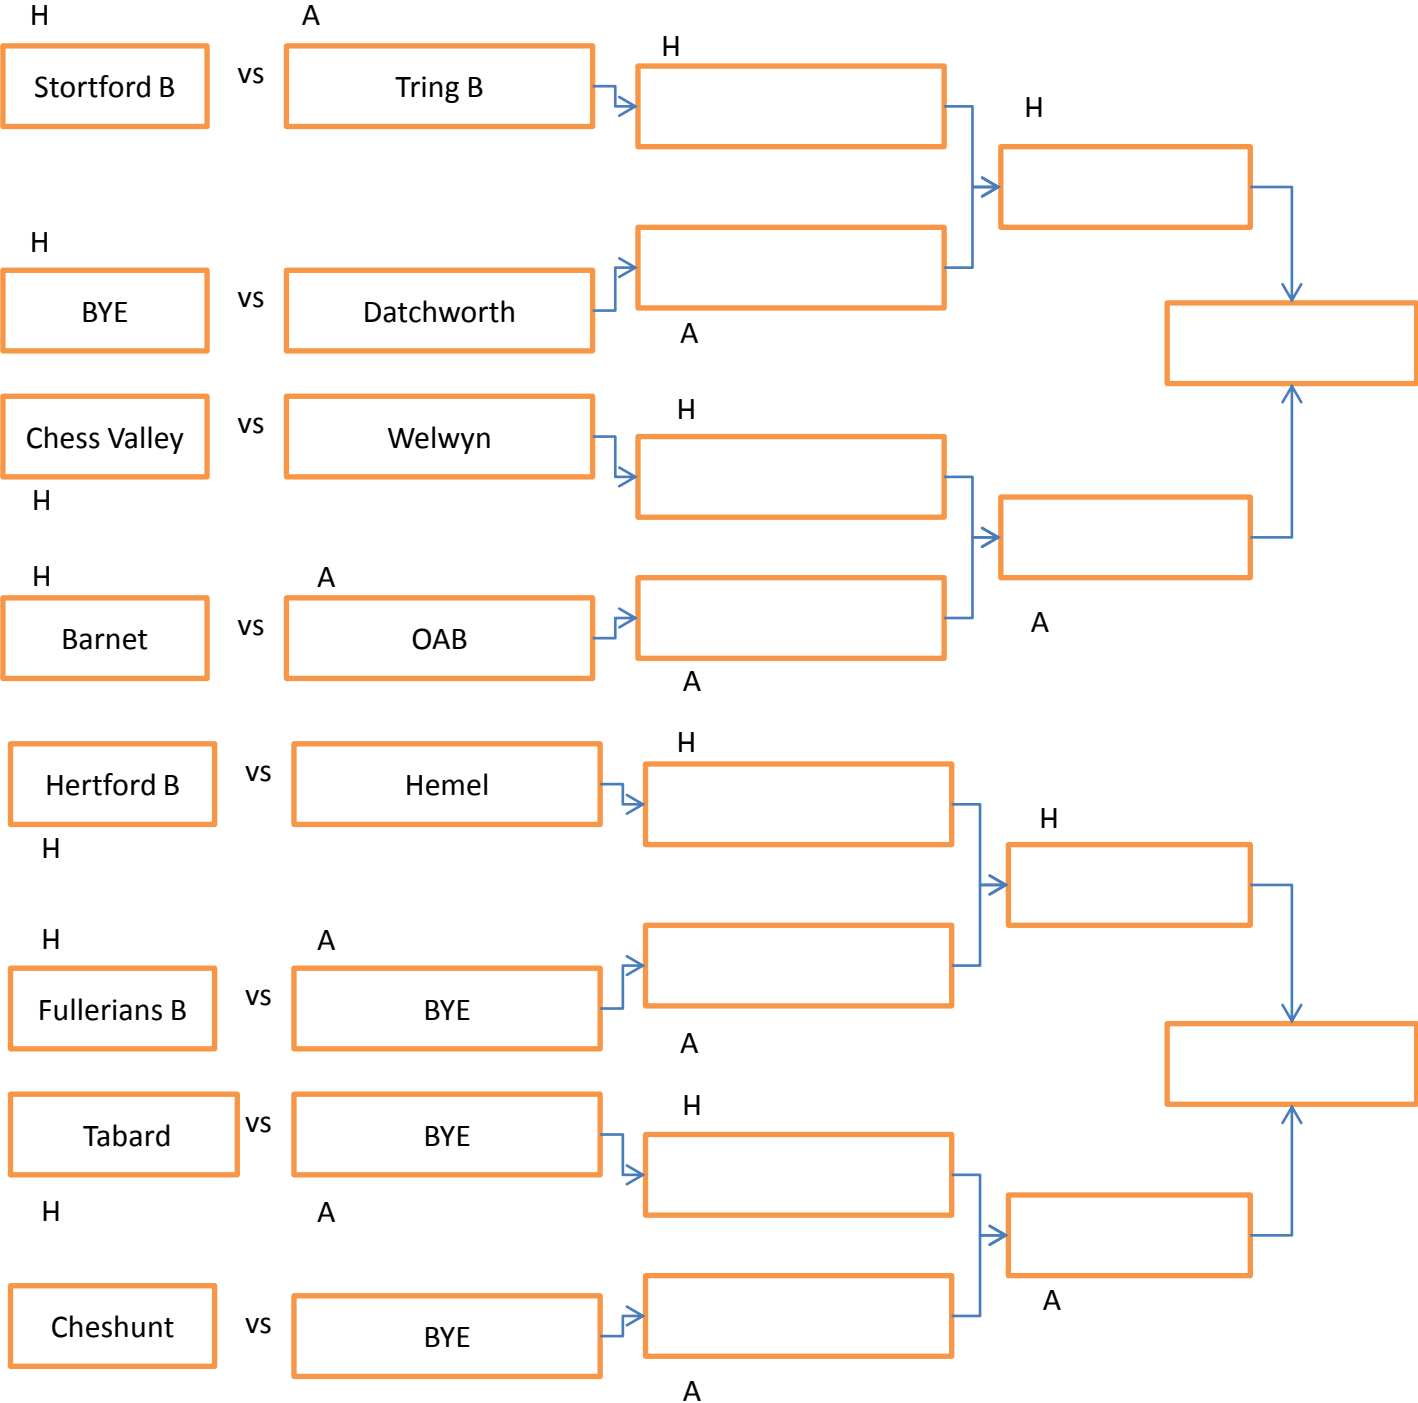 H A
H
Stortford B vs Tring B
H
H
BYE vs Datchworth
A
H
Chess Valley vs Welwyn
H
H A
Barnet vs OAB
A
A
H
Hertford B vs Hemel
H
H
H A
Fullerians B vs BYE
A
H
Tabard vs BYE
H A
A
Cheshunt vs BYE
A